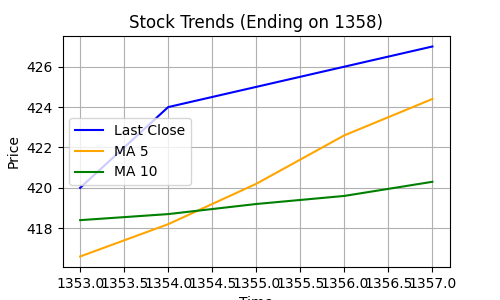 Stock Trends (Ending on 1358)
Price
426
424
422
420
418
Last Close
MA 5
MA 10
1353.0 1353.5 1354.0 1354.5 1355.0 1355.5 1356.0 1356.5 1357.0
Time